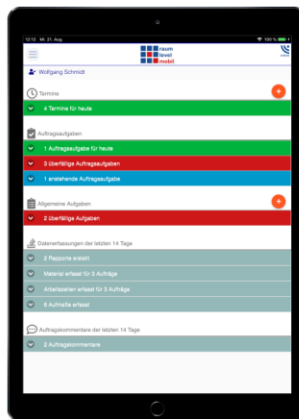 12:12 Mi. 31. Aug.
100 %
raum
level
mobil
Wolfgang Schmidt
Termine
4 Termine für heute
Auftragsaufgaben
1 Auftragsaufgabe für heute
3 überfällige Auftragsaufgaben
1 anstehende Auftragsaufgabe
Allgemeine Aufgaben
2 überfällige Aufgaben
Datenerfassungen der letzten 14 Tage
2 Rapporte erstellt
Material erfasst für 3 Aufträge
Arbeitszeiten erfasst für 3 Aufträge
6 Aufmaße erfasst
Auftragskommentare der letzten 14 Tage
2 Auftragskommentare